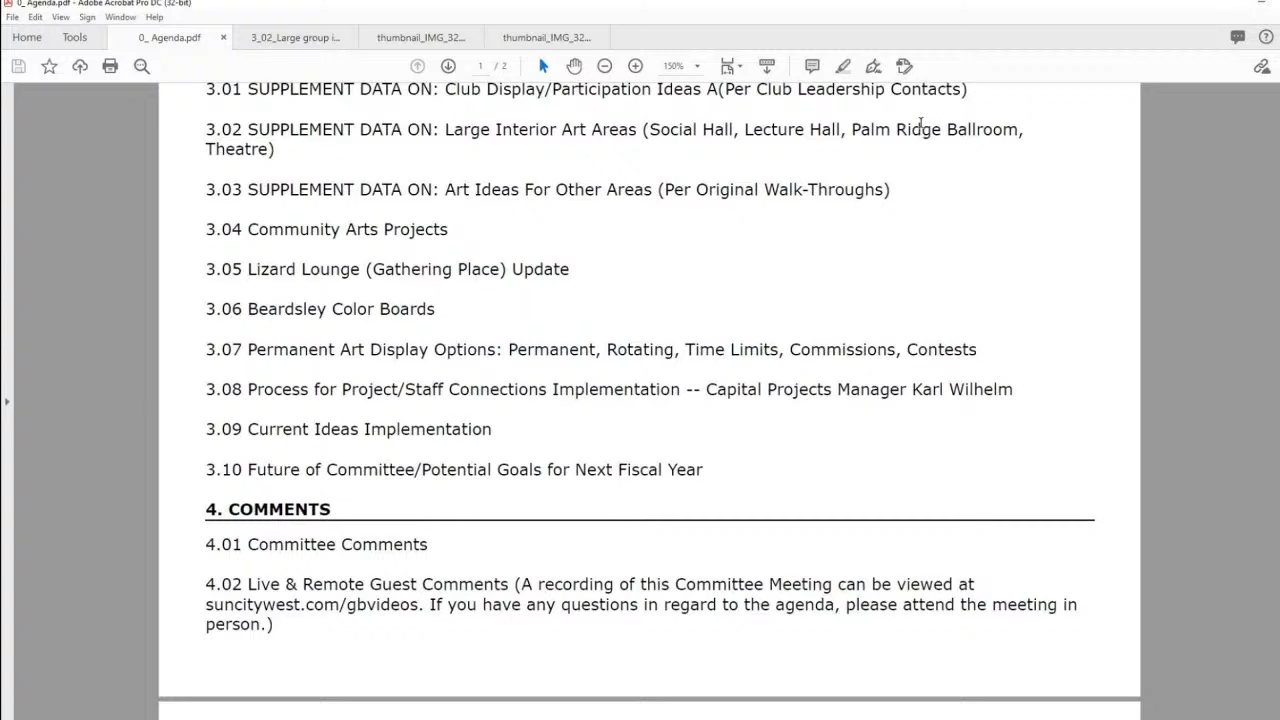 0_ Agenda.pdf - Adobe Acrobat Pro DC (32-bit)
File Edit View Sign Window Help
Home Tools 0_ Agenda.pdf × 3_02_Large group i... thumbnail_IMG_32... thumbnail_IMG_32...
1 / 2 150%
3.01 SUPPLEMENT DATA ON: Club Display/Participation Ideas A(Per Club Leadership Contacts)
3.02 SUPPLEMENT DATA ON: Large Interior Art Areas (Social Hall, Lecture Hall, Palm Ridge Ballroom,
Theatre)
3.03 SUPPLEMENT DATA ON: Art Ideas For Other Areas (Per Original Walk-Throughs)
3.04 Community Arts Projects
3.05 Lizard Lounge (Gathering Place) Update
3.06 Beardsley Color Boards
3.07 Permanent Art Display Options: Permanent, Rotating, Time Limits, Commissions, Contests
3.08 Process for Project/Staff Connections Implementation -- Capital Projects Manager Karl Wilhelm
3.09 Current Ideas Implementation
3.10 Future of Committee/Potential Goals for Next Fiscal Year
4. COMMENTS
4.01 Committee Comments
4.02 Live & Remote Guest Comments (A recording of this Committee Meeting can be viewed at
suncitywest.com/gbvideos. If you have any questions in regard to the agenda, please attend the meeting in
person.)